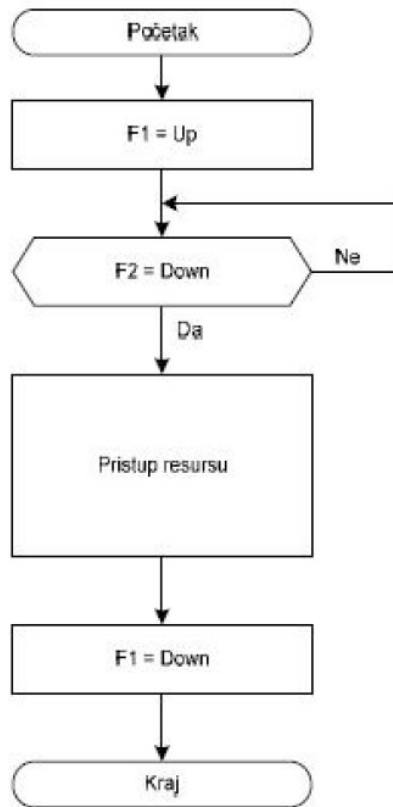 Početak
F1 = Up
F2 = Down
Ne
Da
Pristup resursu
F1 = Down
Kraj